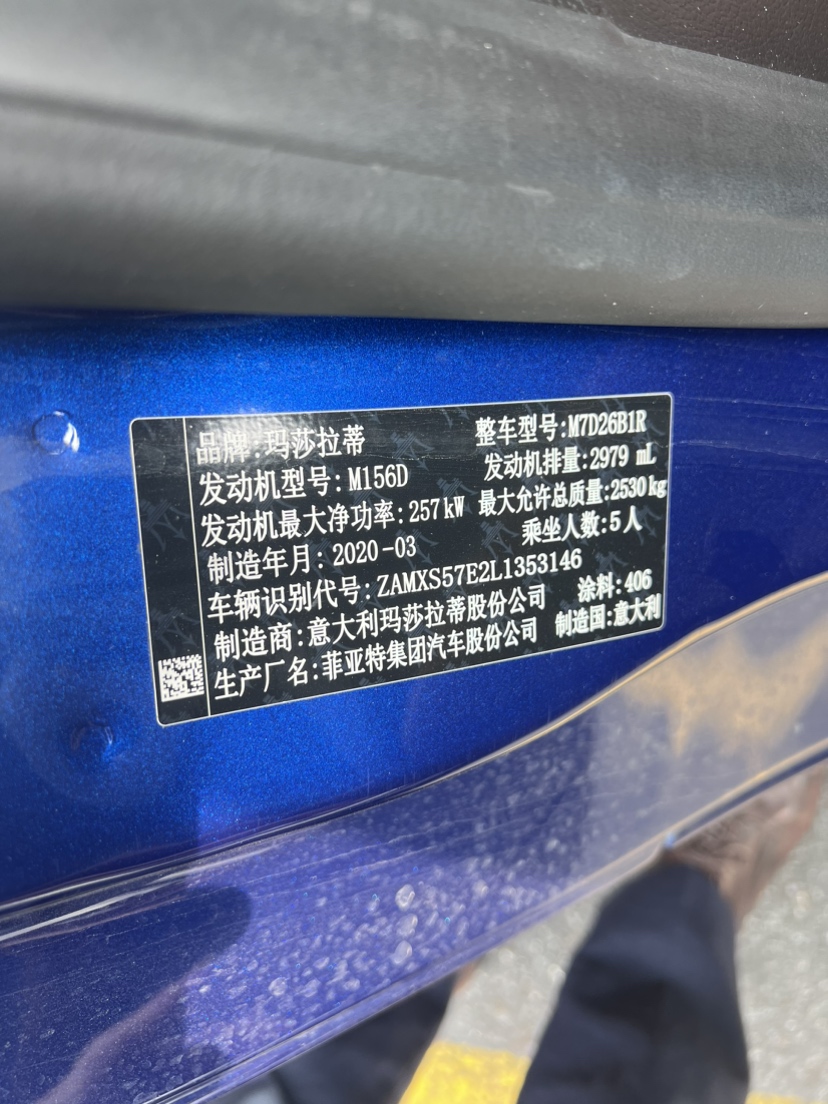 品牌:玛莎拉蒂 整车型号:M7D26B1R
发动机型号:M156D 发动机排量:2979 mL
发动机最大净功率:257kW 最大允许总质量:2530kg
制造年月:2020-03 乘坐人数:5人
车辆识别代号:ZAMXS57E2L1353146
制造商:意大利玛莎拉蒂股份公司 涂料:406
生产厂名:菲亚特集团汽车股份公司 制造国:意大利